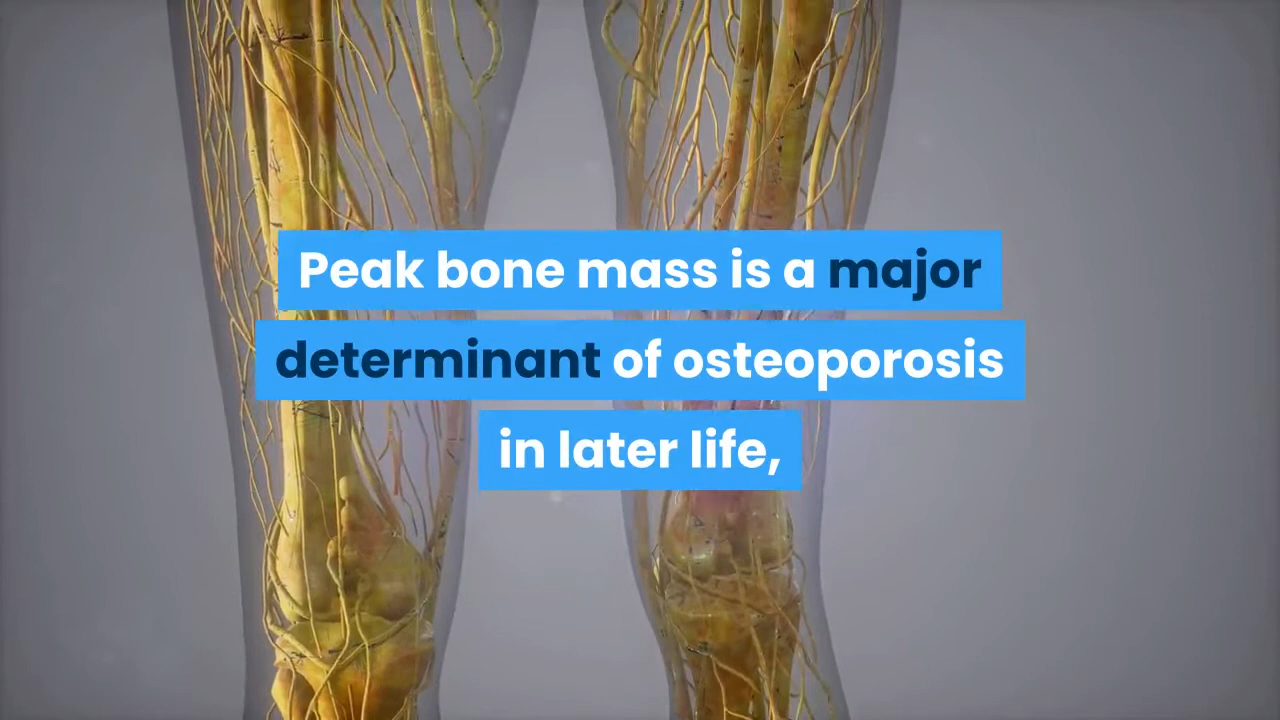 Peak bone mass is a major
determinant of osteoporosis
in later life,